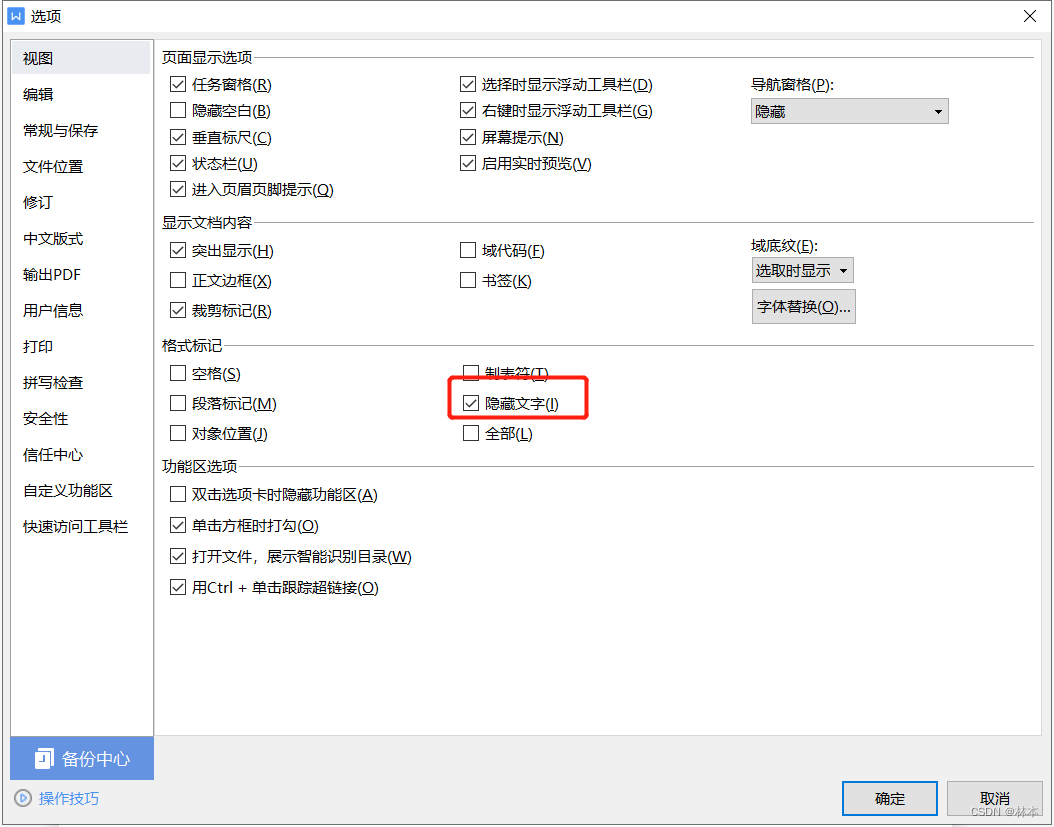 选项
视图
编辑
常规与保存
文件位置
修订
中文版式
输出PDF
用户信息
打印
拼写检查
安全性
信任中心
自定义功能区
快速访问工具栏
备份中心
操作技巧
页面显示选项
任务窗格(R)
隐藏空白(B)
垂直标尺(C)
状态栏(U)
进入页眉页脚提示(Q)
选择时显示浮动工具栏(D)
右键时显示浮动工具栏(G)
屏幕提示(N)
启用实时预览(V)
导航窗格(P):
隐藏
显示文档内容
突出显示(H)
正文边框(X)
裁剪标记(R)
域代码(F)
书签(K)
域底纹(E):
选取时显示
字体替换(O)...
格式标记
空格(S)
段落标记(M)
对象位置(J)
制表符(T)
隐藏文字(I)
全部(L)
功能区选项
双击选项卡时隐藏功能区(A)
单击方框时打勾(O)
打开文件，展示智能识别目录(W)
用Ctrl + 单击跟踪超链接(O)
确定
取消
CSDN @林本